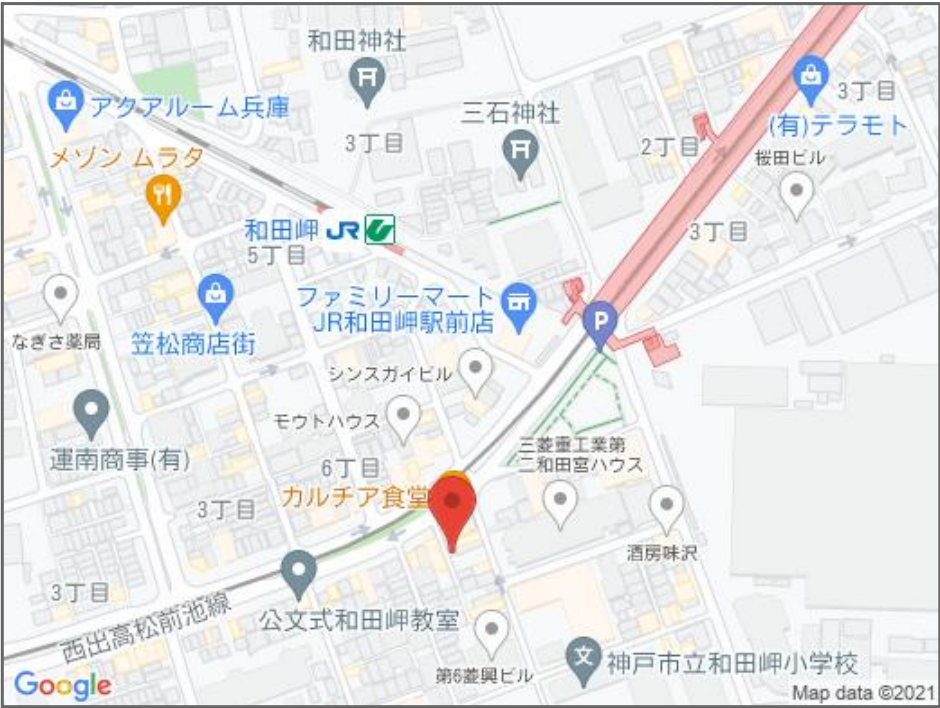 和田神社
アクアルーム兵庫
3丁目
三石神社
3丁目
(有)テラモト
メゾン ムラタ
3丁目
2丁目
桜田ビル
和田岬 JR
5丁目
3丁目
ファミリーマート
JR和田岬駅前店
P
なぎさ薬局
笠松商店街
シンスガイビル
モウトハウス
運南商事(有)
6丁目
三菱重工業第
二和田宮ハウス
カルチア食堂
3丁目
酒房味沢
3丁目
西出高松前池線
公文式和田岬教室
文
神戸市立和田岬小学校
第6菱興ビル
Google
Map data ©2021